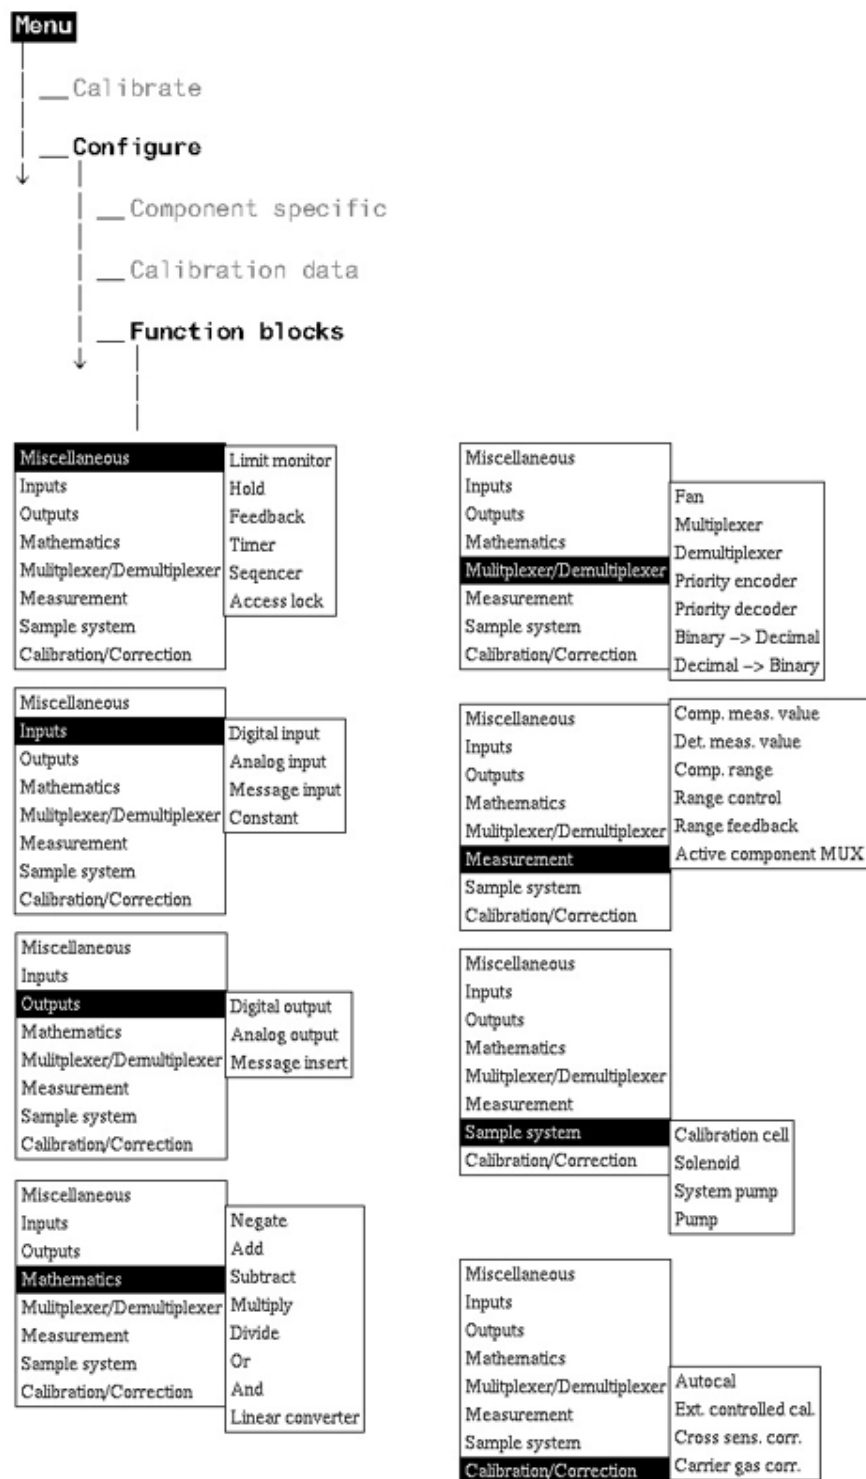 Menu
Calibrate
Configure
Component specific
Calibration data
Function blocks
Miscellaneous
Inputs
Outputs
Mathematics
Mulitplexer/Demultiplexer
Measurement
Sample system
Calibration/Correction
Limit monitor
Hold
Feedback
Timer
Seqencer
Access lock
Miscellaneous
Inputs
Outputs
Mathematics
Mulitplexer/Demultiplexer
Measurement
Sample system
Calibration/Correction
Digital input
Analog input
Message input
Constant
Miscellaneous
Inputs
Outputs
Mathematics
Mulitplexer/Demultiplexer
Measurement
Sample system
Calibration/Correction
Digital output
Analog output
Message insert
Miscellaneous
Inputs
Outputs
Mathematics
Mulitplexer/Demultiplexer
Measurement
Sample system
Calibration/Correction
Negate
Add
Subtract
Multiply
Divide
Or
And
Linear converter
Miscellaneous
Inputs
Outputs
Mathematics
Mulitplexer/Demultiplexer
Measurement
Sample system
Calibration/Correction
Fan
Multiplexer
Demultiplexer
Priority encoder
Priority decoder
Binary –> Decimal
Decimal –> Binary
Miscellaneous
Inputs
Outputs
Mathematics
Mulitplexer/Demultiplexer
Measurement
Sample system
Calibration/Correction
Comp. meas. value
Det. meas. value
Comp. range
Range control
Range feedback
Active component MUX
Miscellaneous
Inputs
Outputs
Mathematics
Mulitplexer/Demultiplexer
Measurement
Sample system
Calibration/Correction
Calibration cell
Solenoid
System pump
Pump
Miscellaneous
Inputs
Outputs
Mathematics
Mulitplexer/Demultiplexer
Measurement
Sample system
Calibration/Correction
Autocal
Ext. controlled cal.
Cross sens. corr.
Carrier gas corr.